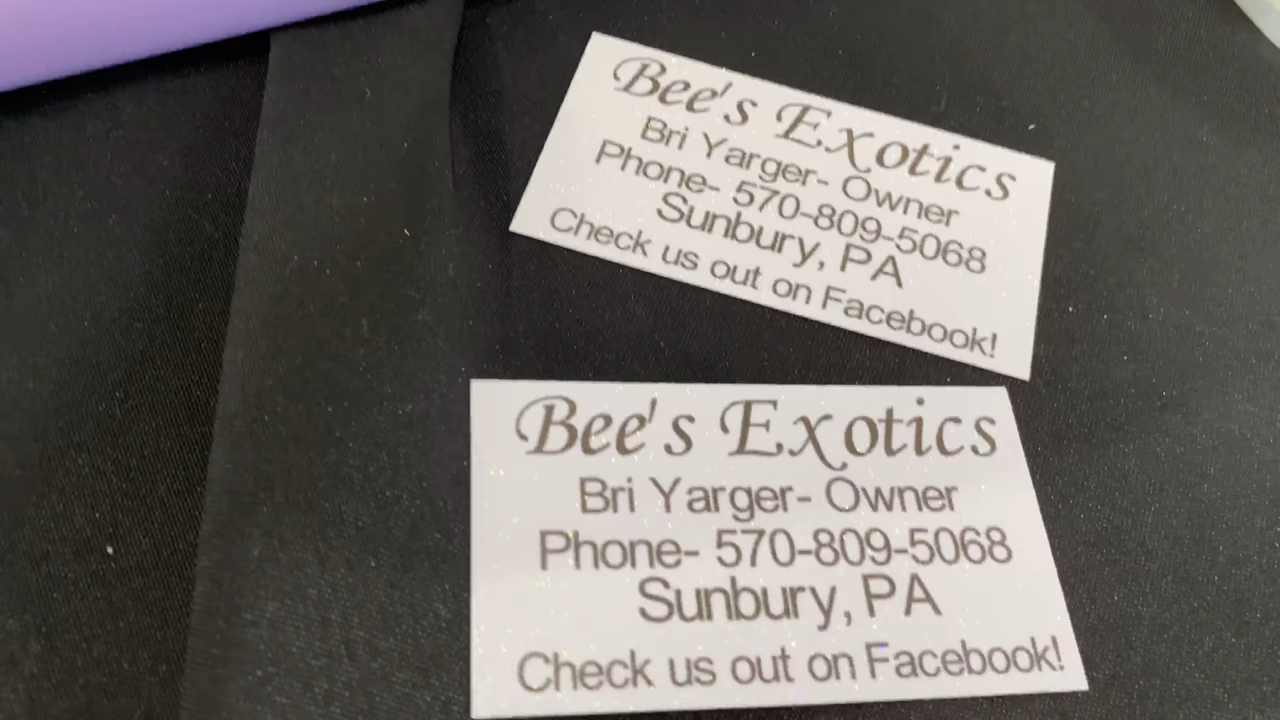 Bee's Exotics
Bri Yarger- Owner
Phone- 570-809-5068
Sunbury, PA
Check us out on Facebook!
Bee's Exotics
Bri Yarger- Owner
Phone- 570-809-5068
Sunbury, PA
Check us out on Facebook!